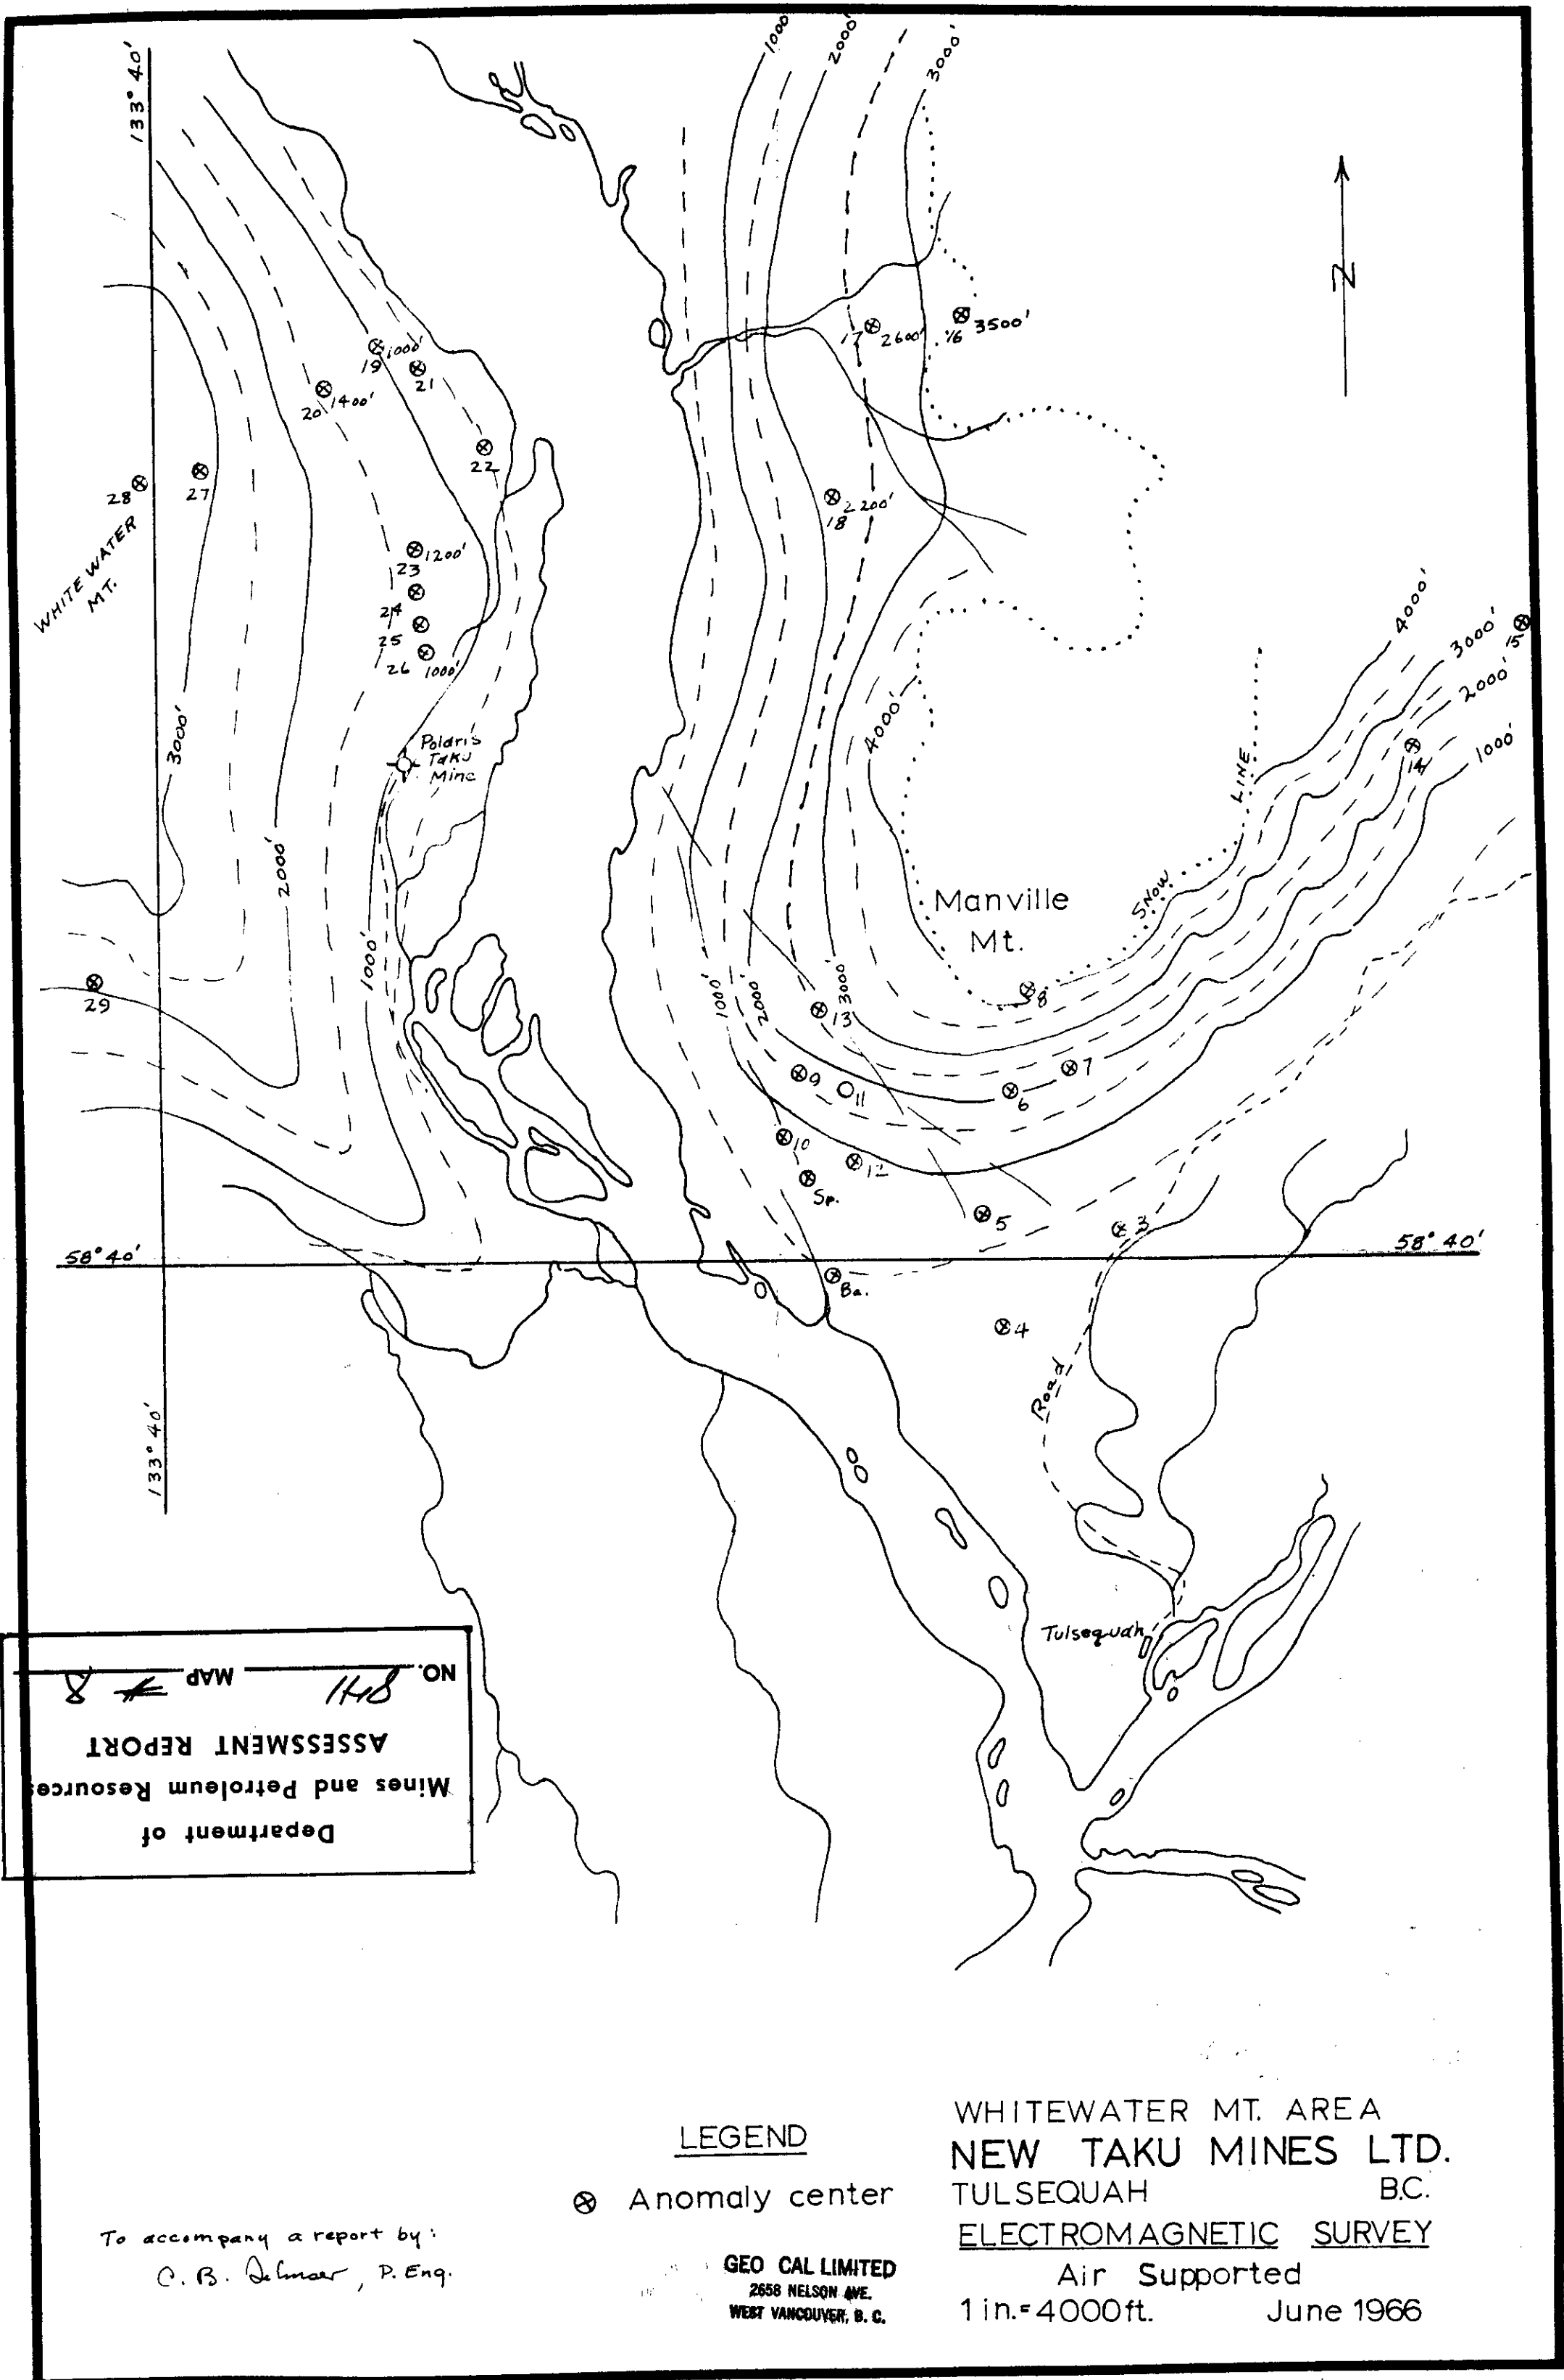 133° 40'
1000'
2000'
3000'
N
17 2600'
16 3500'
19 1000'
21
20 1400'
22
28
27
WHITEWATER
MT.
18 2200'
23 1200'
24
25
26 1000'
4000'
3000'
15
2000'
14
1000'
3000'
Polaris
Taku
Mine
4000'
2000'
SNOW LINE
Manville
Mt.
1000'
29
1000'
2000'
3000'
8
13
9
11
7
6
10
12
Sp.
5
3
58° 40'
58° 40'
Ba.
4
Road
133° 40'
Tulsequah
Department of
Mines and Petroleum Resources
ASSESSMENT REPORT
NO. 841 MAP # 8
LEGEND
⊗ Anomaly center
WHITEWATER MT. AREA
NEW TAKU MINES LTD.
TULSEQUAH B.C.
ELECTROMAGNETIC SURVEY
Air Supported
1 in.=4000ft. June 1966
To accompany a report by:
C. B. , P. Eng.
GEO CAL LIMITED
2658 NELSON AVE.
WEST VANCOUVER, B. C.